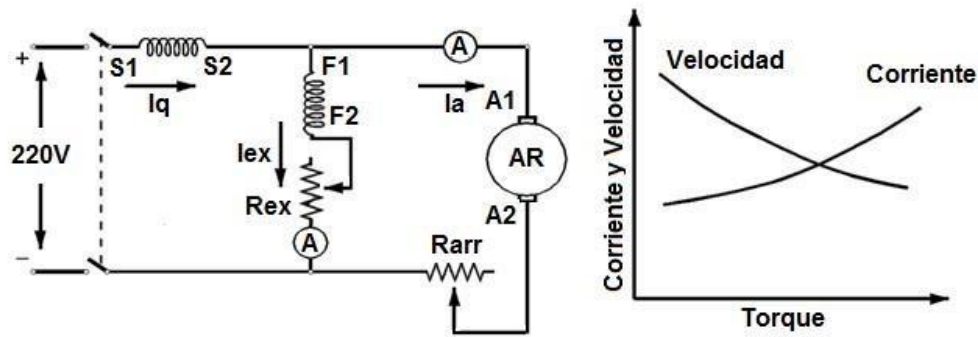 +
S1 S2
Iq
F1
F2
A
Ia
A1
220V
Iex
AR
Rex
A2
A
Rarr
–
Velocidad
Corriente
Corriente y Velocidad
Torque